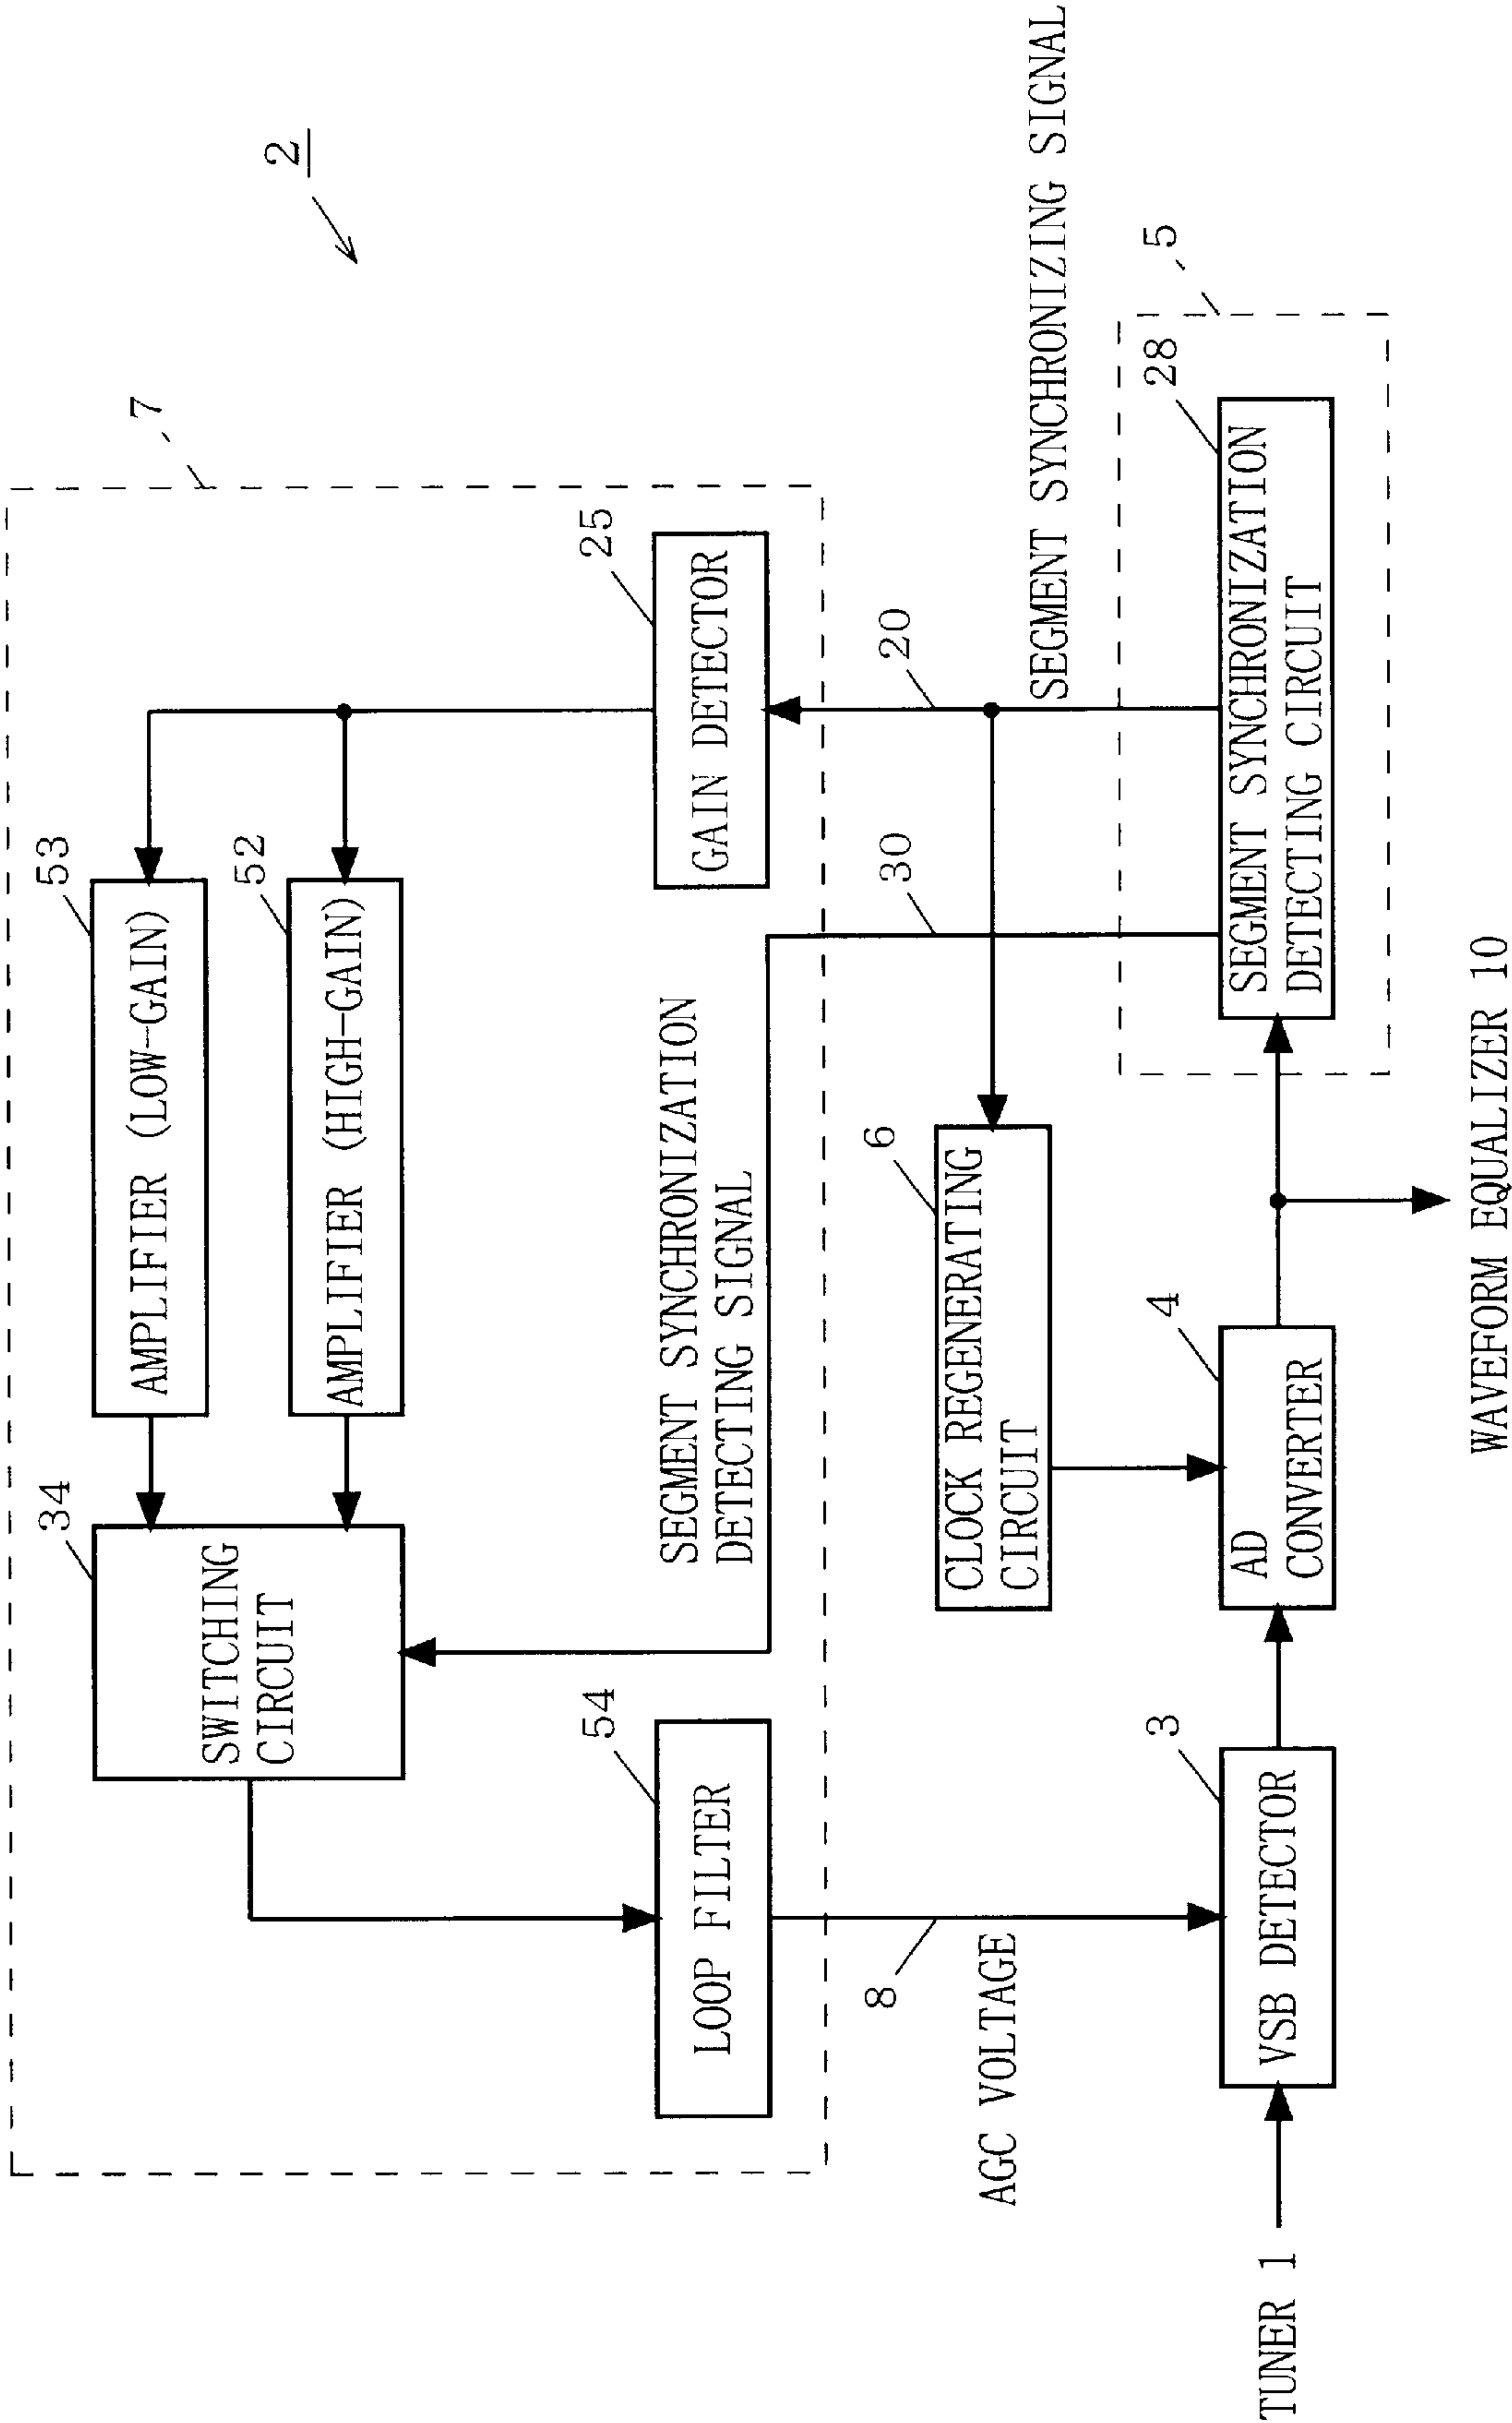 2
7
53
AMPLIFIER (LOW-GAIN)
52
AMPLIFIER (HIGH-GAIN)
34
SWITCHING
CIRCUIT
25
GAIN DETECTOR
54
LOOP FILTER
SEGMENT SYNCHRONIZATION
DETECTING SIGNAL
30
20
SEGMENT SYNCHRONIZING SIGNAL
8
AGC VOLTAGE
6
CLOCK REGENERATING
CIRCUIT
5
28
SEGMENT SYNCHRONIZATION
DETECTING CIRCUIT
4
AD
CONVERTER
3
VSB DETECTOR
TUNER 1
WAVEFORM EQUALIZER 10